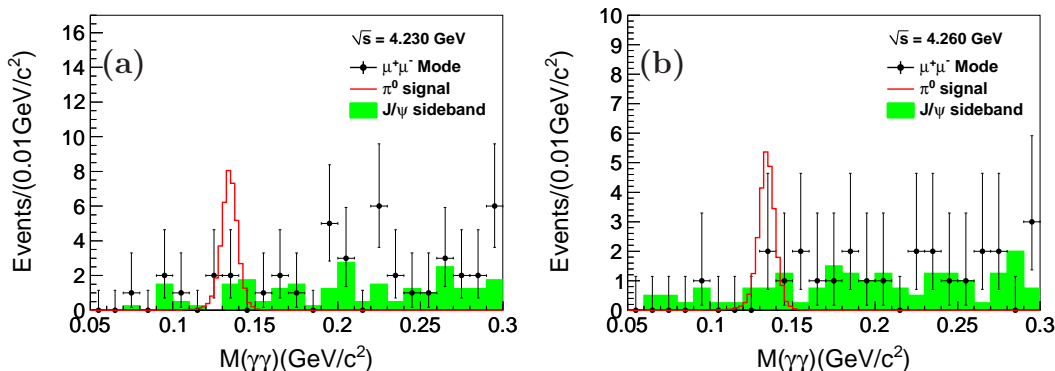 (a)
√s = 4.230 GeV
μ⁺μ⁻ Mode
π⁰ signal
J/ψ sideband
Events/(0.01GeV/c²)
16
14
12
10
8
6
4
2
0
0.05 0.1 0.15 0.2 0.25 0.3
M(γγ)(GeV/c²)
(b)
√s = 4.260 GeV
μ⁺μ⁻ Mode
π⁰ signal
J/ψ sideband
Events/(0.01GeV/c²)
10
9
8
7
6
5
4
3
2
1
0
0.05 0.1 0.15 0.2 0.25 0.3
M(γγ)(GeV/c²)